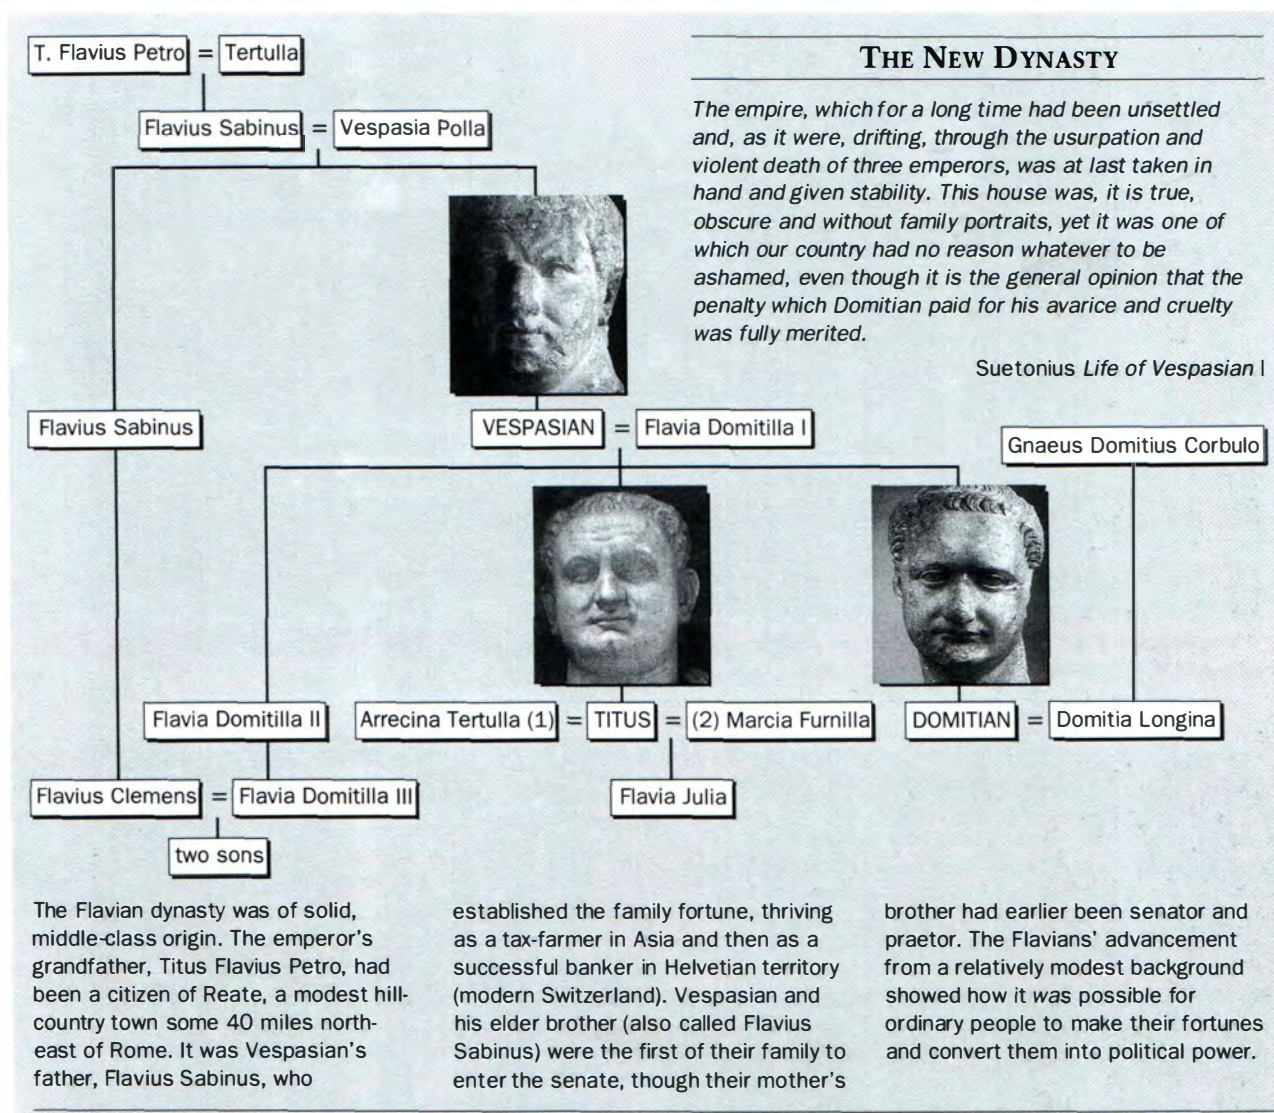 T. Flavius Petro = Tertulla
Flavius Sabinus = Vespasia Polla
THE NEW DYNASTY
The empire, which for a long time had been unsettled
and, as it were, drifting, through the usurpation and
violent death of three emperors, was at last taken in
hand and given stability. This house was, it is true,
obscure and without family portraits, yet it was one of
which our country had no reason whatever to be
ashamed, even though it is the general opinion that the
penalty which Domitian paid for his avarice and cruelty
was fully merited.
Suetonius Life of Vespasian I
Flavius Sabinus
VESPASIAN = Flavia Domitilla I
Gnaeus Domitius Corbulo
Flavia Domitilla II
Arrecina Tertulla (1) = TITUS = (2) Marcia Furnilla
DOMITIAN = Domitia Longina
Flavius Clemens = Flavia Domitilla III
Flavia Julia
two sons
The Flavian dynasty was of solid,
middle-class origin. The emperor's
grandfather, Titus Flavius Petro, had
been a citizen of Reate, a modest hill-
country town some 40 miles north-
east of Rome. It was Vespasian's
father, Flavius Sabinus, who
established the family fortune, thriving
as a tax-farmer in Asia and then as a
successful banker in Helvetian territory
(modern Switzerland). Vespasian and
his elder brother (also called Flavius
Sabinus) were the first of their family to
enter the senate, though their mother's
brother had earlier been senator and
praetor. The Flavians' advancement
from a relatively modest background
showed how it was possible for
ordinary people to make their fortunes
and convert them into political power.